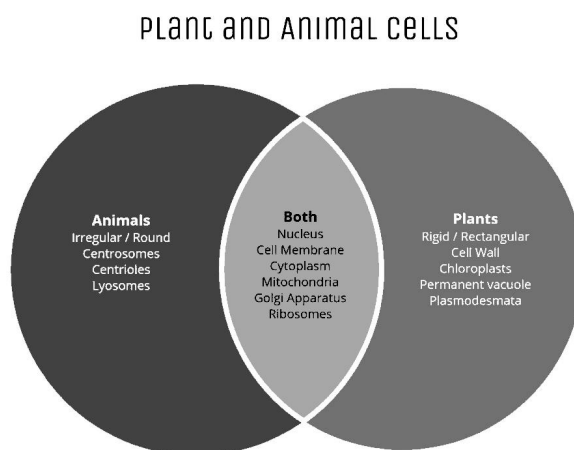 Plant and Animal Cells
Animals
Irregular / Round
Centrosomes
Centrioles
Lyosomes
Both
Nucleus
Cell Membrane
Cytoplasm
Mitochondria
Golgi Apparatus
Ribosomes
Plants
Rigid / Rectangular
Cell Wall
Chloroplasts
Permanent vacuole
Plasmodesmata